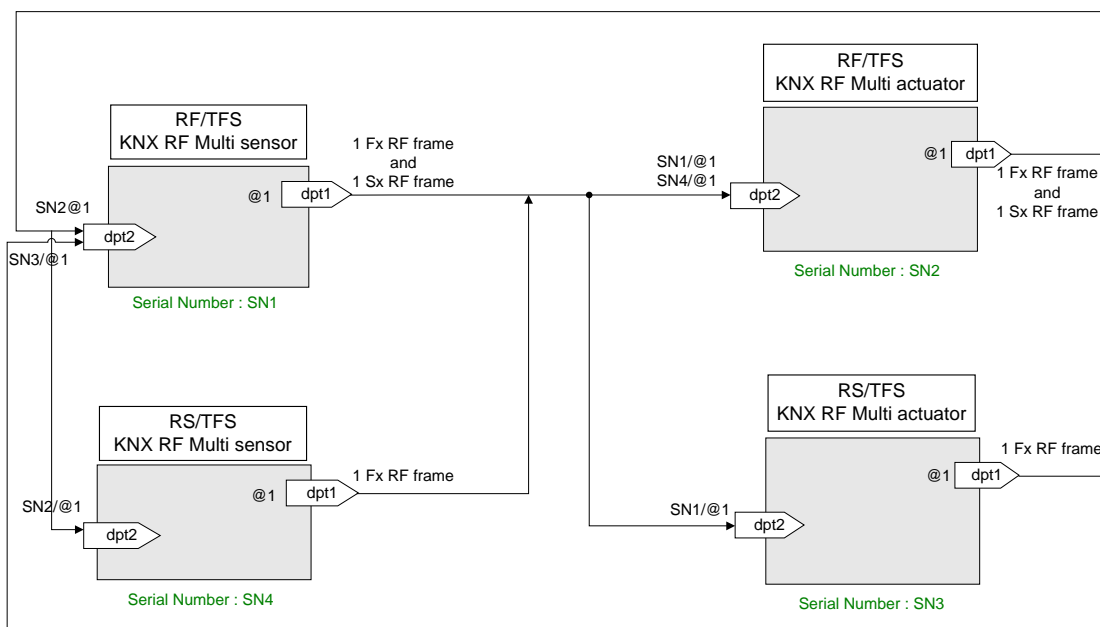 RF/TFS
KNX RF Multi sensor
1 Fx RF frame
and
1 Sx RF frame
@1
dpt1
SN2@1
dpt2
SN3/@1
Serial Number : SN1
RF/TFS
KNX RF Multi actuator
@1
dpt1
SN1/@1
SN4/@1
dpt2
1 Fx RF frame
and
1 Sx RF frame
Serial Number : SN2
RS/TFS
KNX RF Multi sensor
1 Fx RF frame
@1
dpt1
SN2/@1
dpt2
Serial Number : SN4
RS/TFS
KNX RF Multi actuator
1 Fx RF frame
@1
dpt1
SN1/@1
dpt2
Serial Number : SN3